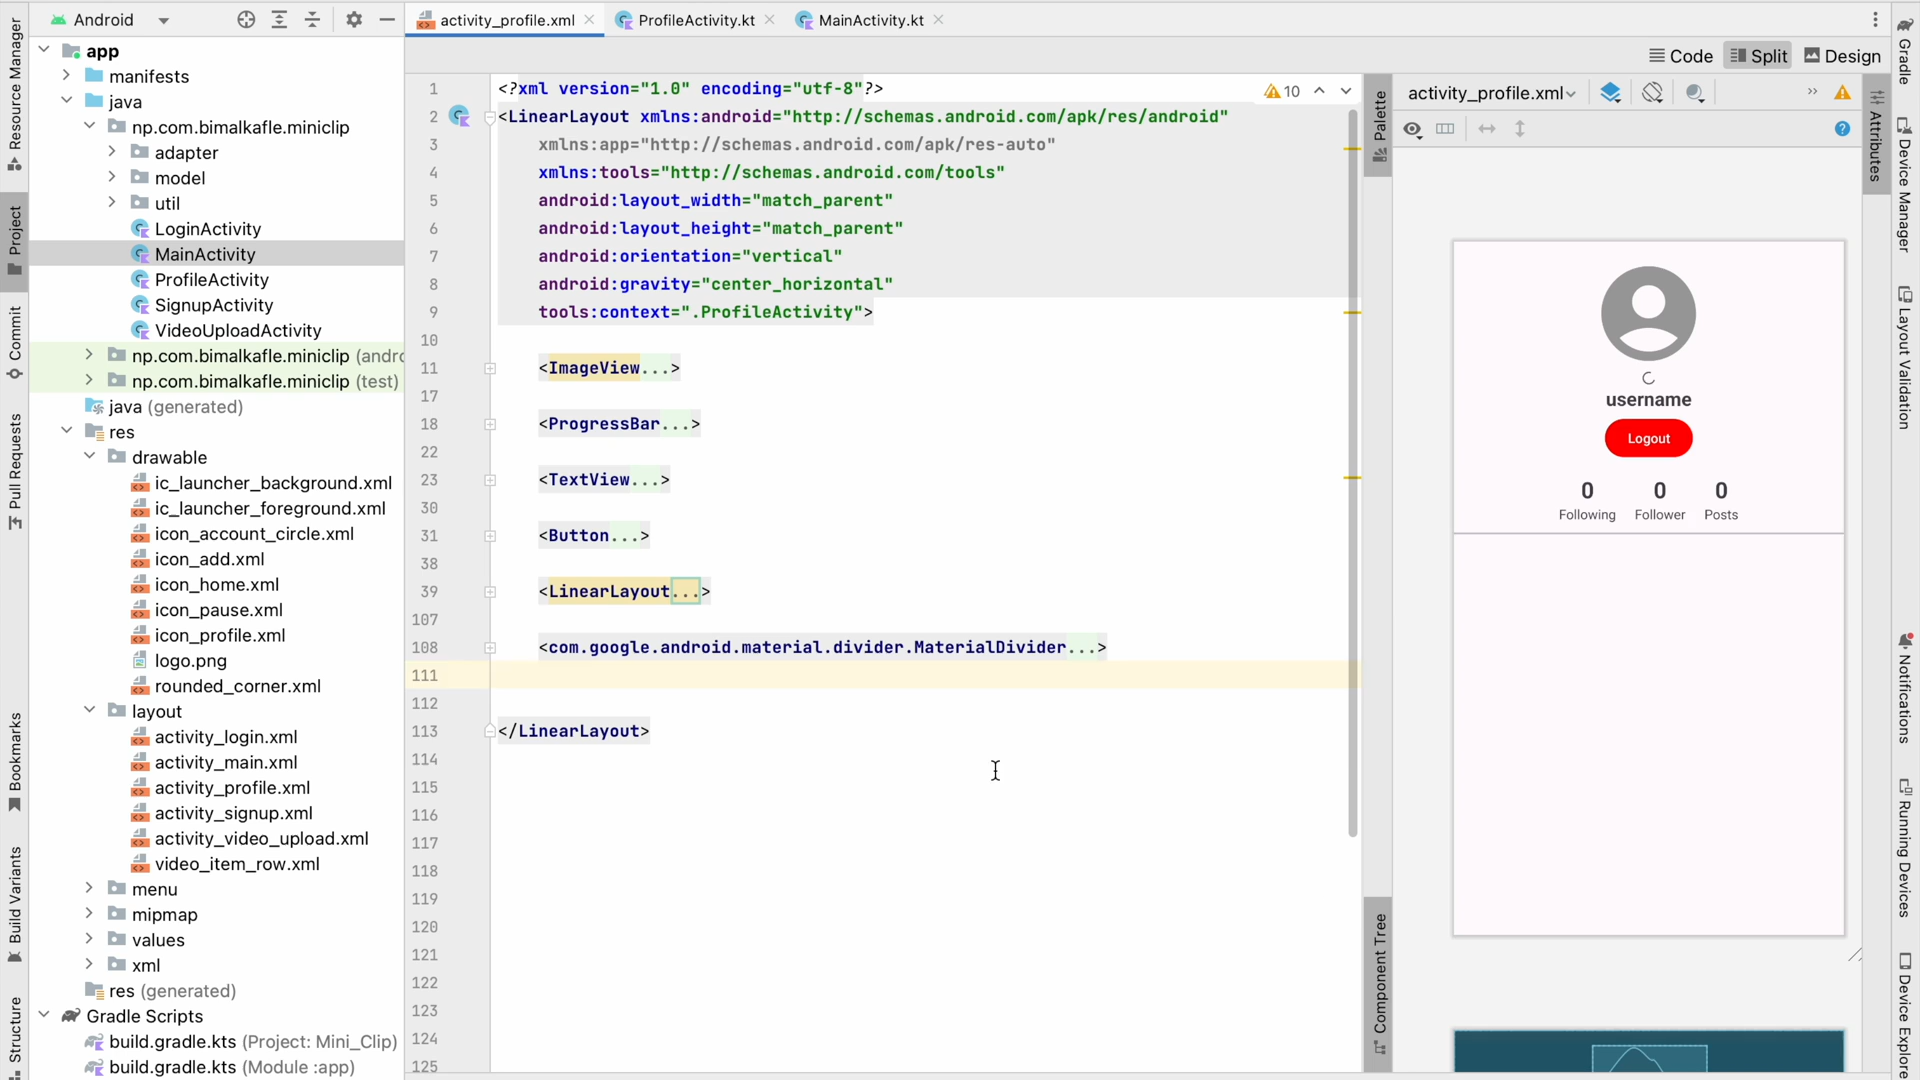 Android
activity_profile.xml
ProfileActivity.kt
MainActivity.kt
Code
Split
Design
Resource Manager
Project
Commit
Pull Requests
Bookmarks
Build Variants
Structure
app
manifests
java
np.com.bimalkafle.miniclip
adapter
model
util
LoginActivity
MainActivity
ProfileActivity
SignupActivity
VideoUploadActivity
np.com.bimalkafle.miniclip (andro
np.com.bimalkafle.miniclip (test)
java (generated)
res
drawable
ic_launcher_background.xml
ic_launcher_foreground.xml
icon_account_circle.xml
icon_add.xml
icon_home.xml
icon_pause.xml
icon_profile.xml
logo.png
rounded_corner.xml
layout
activity_login.xml
activity_main.xml
activity_profile.xml
activity_signup.xml
activity_video_upload.xml
video_item_row.xml
menu
mipmap
values
xml
res (generated)
Gradle Scripts
build.gradle.kts (Project: Mini_Clip)
build.gradle.kts (Module :app)
10
1 <?xml version="1.0" encoding="utf-8"?>
2 <LinearLayout xmlns:android="http://schemas.android.com/apk/res/android"
3 xmlns:app="http://schemas.android.com/apk/res-auto"
4 xmlns:tools="http://schemas.android.com/tools"
5 android:layout_width="match_parent"
6 android:layout_height="match_parent"
7 android:orientation="vertical"
8 android:gravity="center_horizontal"
9 tools:context=".ProfileActivity">
10
11 <ImageView...>
17
18 <ProgressBar...>
22
23 <TextView...>
30
31 <Button...>
38
39 <LinearLayout...>
107
108 <com.google.android.material.divider.MaterialDivider...>
111
112
113 </LinearLayout>
114
115
116
117
118
119
120
121
122
123
124
125
Palette
Component Tree
activity_profile.xml
username
Logout
0 0 0
Following Follower Posts
Attributes
Gradle
Device Manager
Layout Validation
Notifications
Running Devices
Device Explore